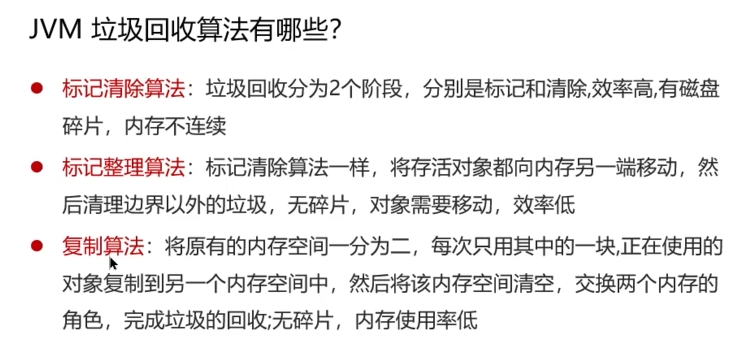 JVM 垃圾回收算法有哪些？
标记清除算法：垃圾回收分为2个阶段，分别是标记和清除,效率高,有磁盘
碎片，内存不连续
标记整理算法：标记清除算法一样，将存活对象都向内存另一端移动，然
后清理边界以外的垃圾，无碎片，对象需要移动，效率低
复制算法：将原有的内存空间一分为二，每次只用其中的一块,正在使用的
对象复制到另一个内存空间中，然后将该内存空间清空，交换两个内存的
角色，完成垃圾的回收;无碎片，内存使用率低